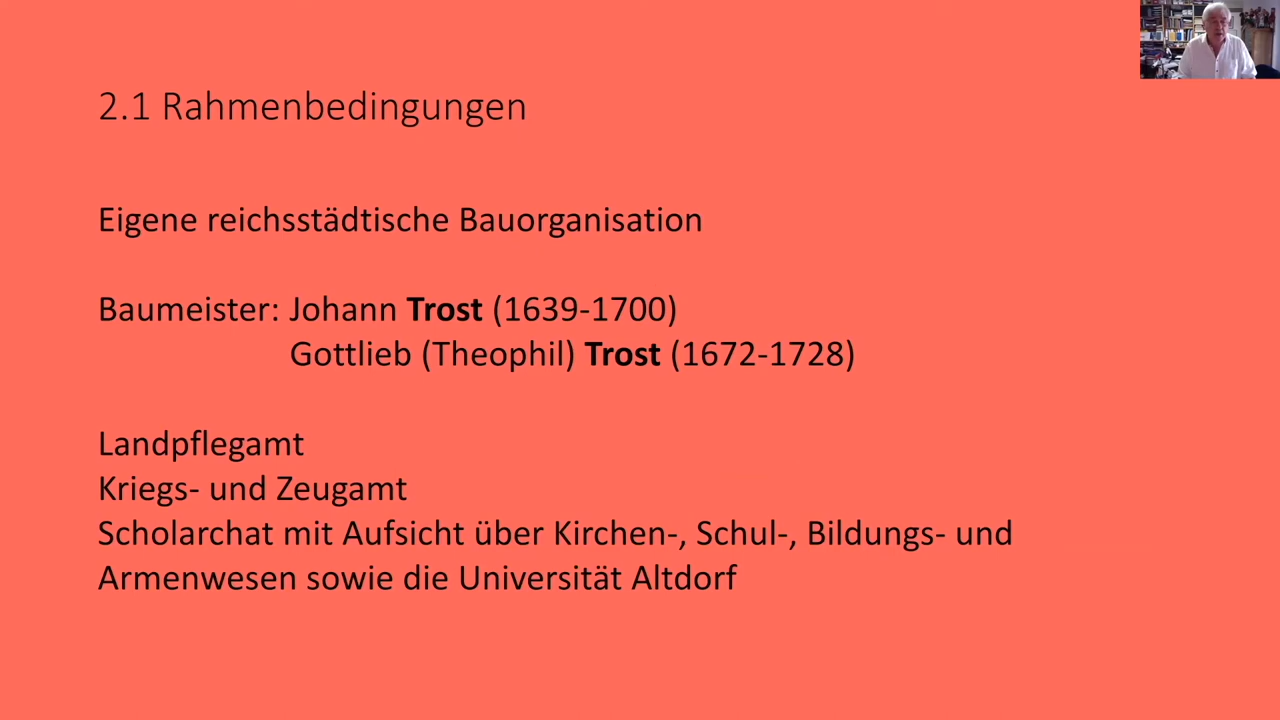 2.1 Rahmenbedingungen
Eigene reichsstädtische Bauorganisation
Baumeister: Johann Trost (1639-1700)
Gottlieb (Theophil) Trost (1672-1728)
Landpflegamt
Kriegs- und Zeugamt
Scholarchat mit Aufsicht über Kirchen-, Schul-, Bildungs- und
Armenwesen sowie die Universität Altdorf